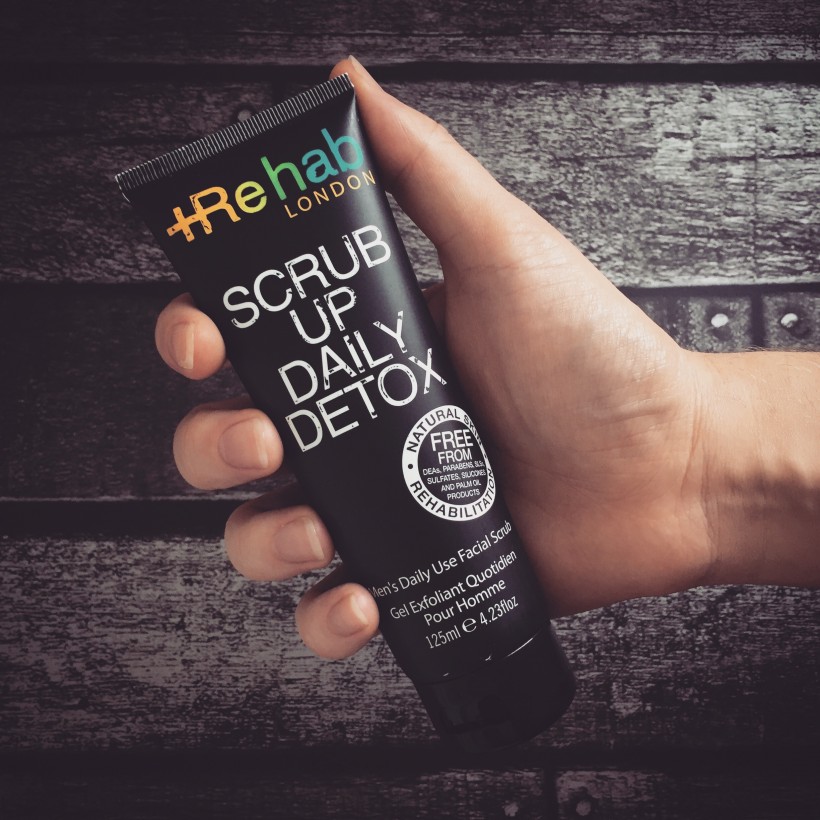 +Rehab
LONDON
SCRUB
UP
DAILY
DETOX
NATURAL
FREE
FROM
DEAs, PARABENS, SLS,
SULFATES, SILICONES
AND PALM OIL
PRODUCTS
REHABILITATION
Men's Daily Use Facial Scrub
Gel Exfoliant Quotidien
Pour Homme
125ml ℮ 4.23floz